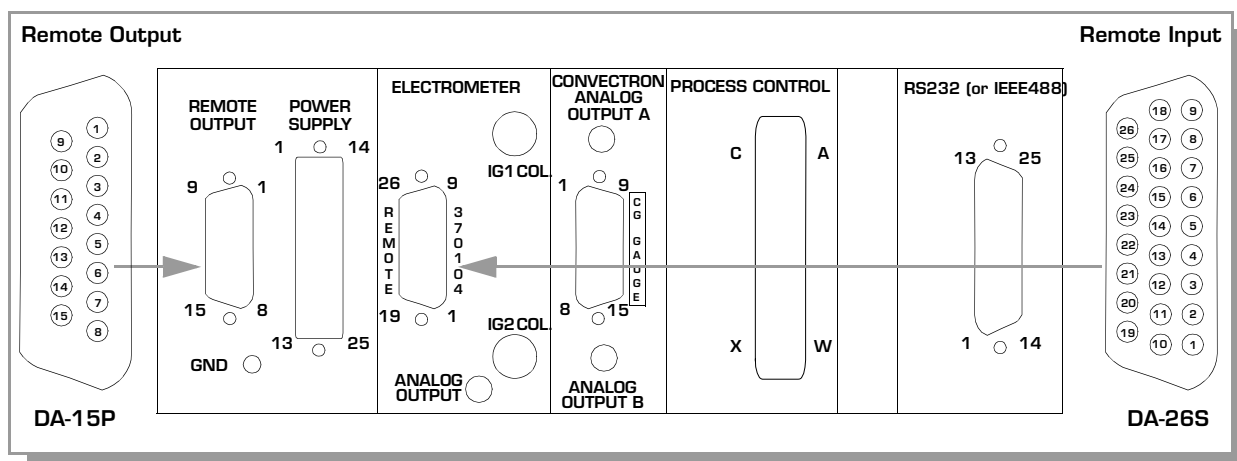 Remote Output
Remote Input
9
10
11
12
13
14
15
1
2
3
4
5
6
7
8
DA-15P
REMOTE
OUTPUT
9
1
15
8
GND
POWER
SUPPLY
1
14
13
25
ELECTROMETER
IG1 COL.
26
9
REMOTE
370104
19
1
IG2 COL.
ANALOG
OUTPUT
CONVECTRON
ANALOG
OUTPUT A
1
9
CG GAUGE
8
15
ANALOG
OUTPUT B
PROCESS CONTROL
C
A
X
W
RS232 (or IEEE488)
13
25
1
14
26
25
24
23
22
21
20
19
18
17
16
15
14
13
12
11
10
9
8
7
6
5
4
3
2
1
DA-26S